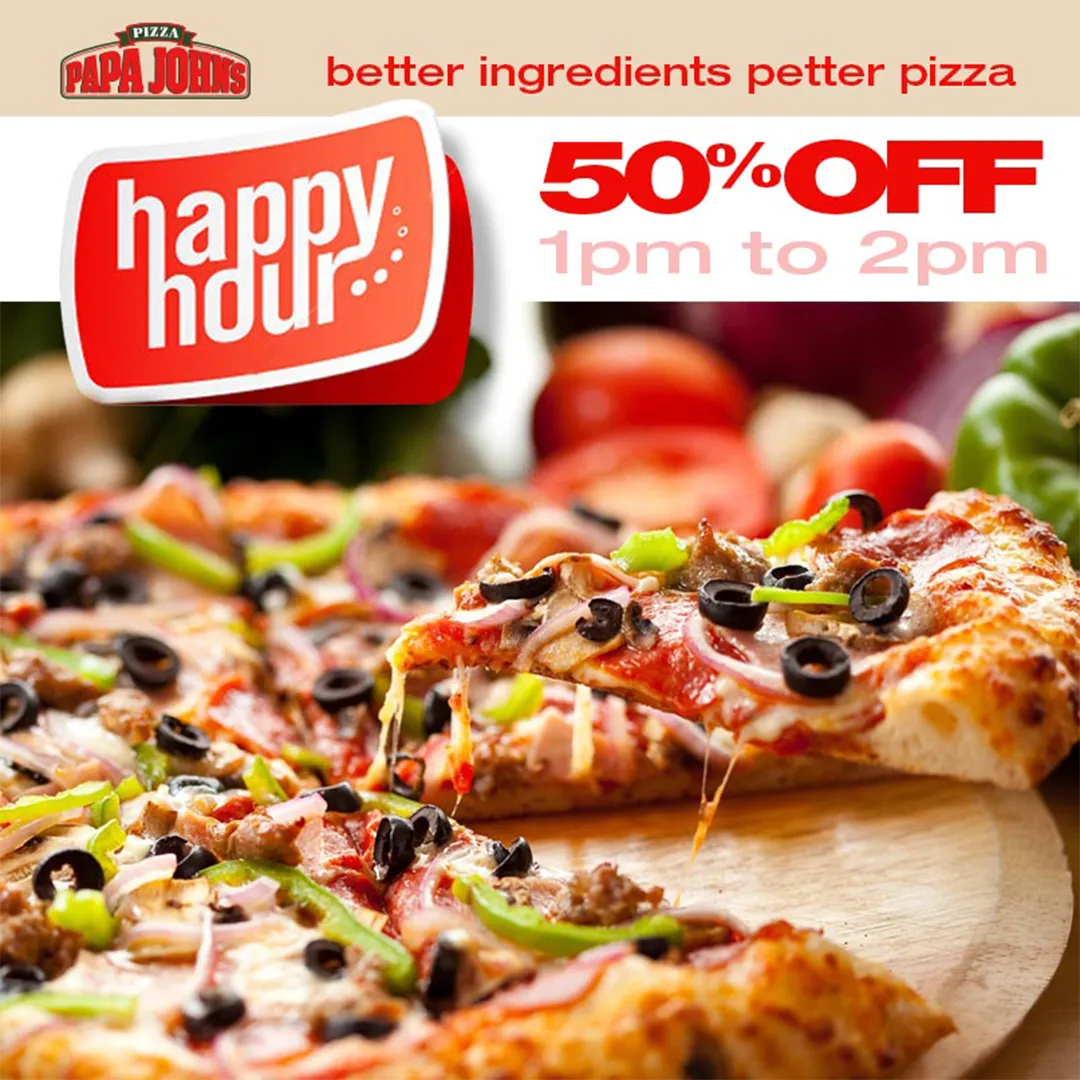 PIZZA
PAPA JOHNS
better ingredients petter pizza
happy
hour
50%OFF
1pm to 2pm